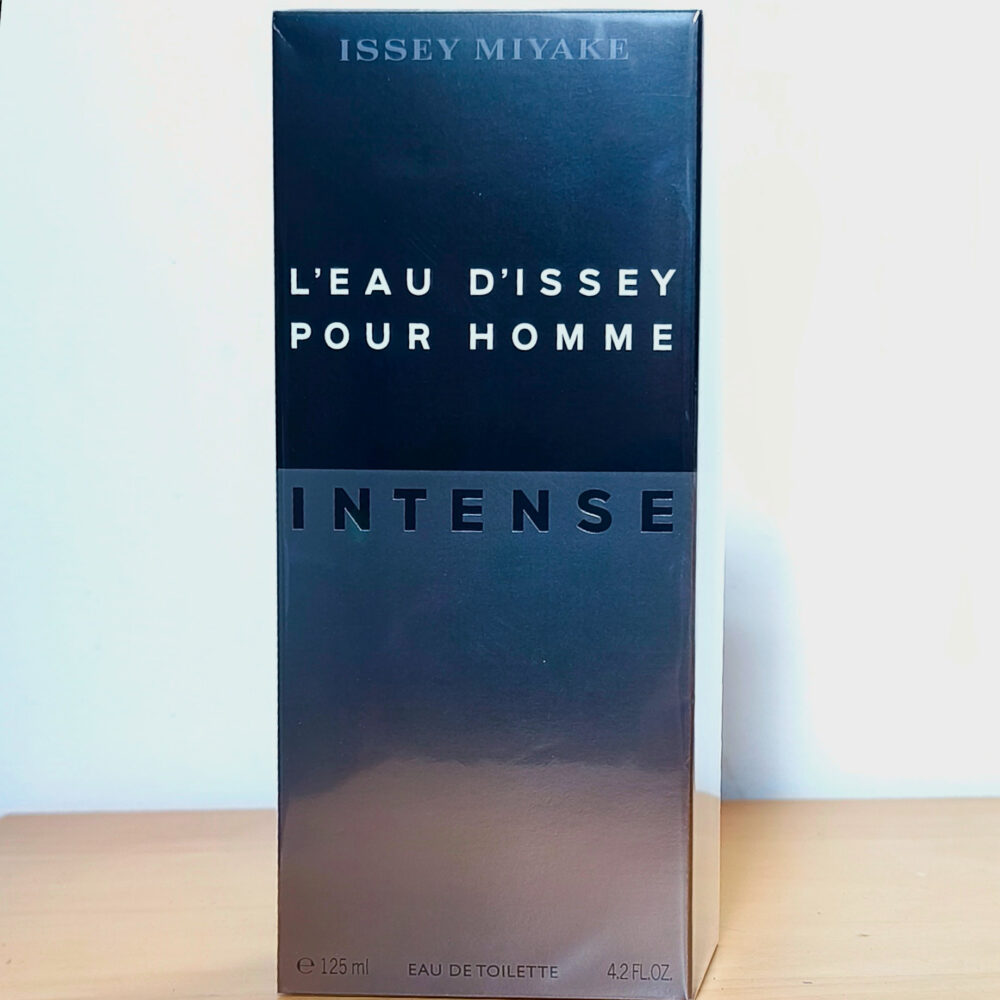 ISSEY MIYAKE
L'EAU D'ISSEY
POUR HOMME
INTENSE
℮ 125 ml EAU DE TOILETTE 4.2 FL.OZ.